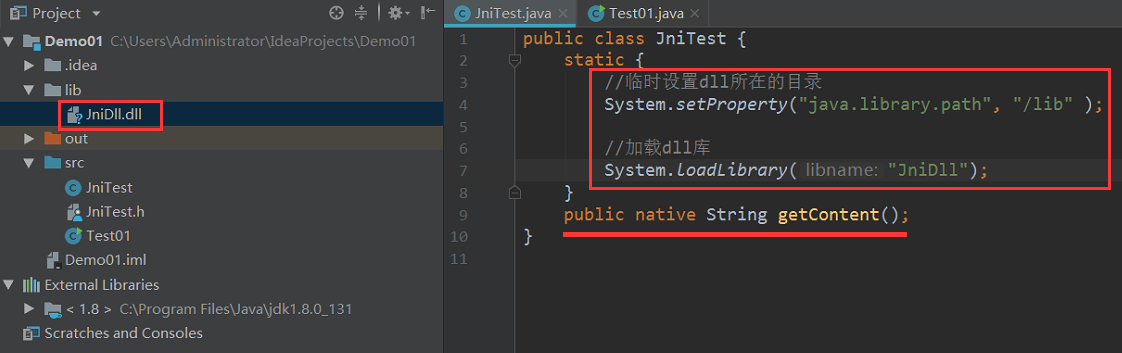 Project
Demo01 C:\Users\Administrator\IdeaProjects\Demo01
.idea
lib
JniDll.dll
out
src
JniTest
JniTest.h
Test01
Demo01.iml
External Libraries
< 1.8 > C:\Program Files\Java\jdk1.8.0_131
Scratches and Consoles
JniTest.java Test01.java
1 public class JniTest {
2 static {
3 //临时设置dll所在的目录
4 System.setProperty("java.library.path", "/lib" );
5
6 //加载dll库
7 System.loadLibrary( libname: "JniDll");
8 }
9 public native String getContent();
10 }
11